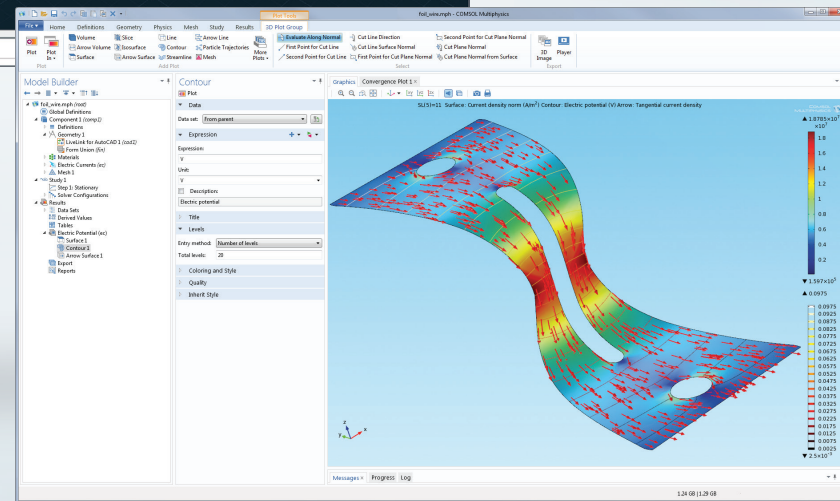 foil_wire.mph - COMSOL Multiphysics
Plot Tools
File Home Definitions Geometry Physics Mesh Study Results 3D Plot Group
Plot
Plot In
Plot
Volume
Arrow Volume
Surface
Slice
Isosurface
Arrow Surface
Line
Contour
Streamline
Arrow Line
Particle Trajectories
Mesh
More Plots
Add Plot
Evaluate Along Normal
First Point for Cut Line
Second Point for Cut Line
Cut Line Direction
Cut Line Surface Normal
First Point for Cut Plane Normal
Second Point for Cut Plane Normal
Cut Plane Normal
Cut Plane Normal from Surface
Select
3D Image
Player
Export
Model Builder
foil_wire.mph (root)
Global Definitions
Component 1 (comp1)
Definitions
Geometry 1
LiveLink for AutoCAD 1 (cad1)
Form Union (fin)
Materials
Electric Currents (ec)
Mesh 1
Study 1
Step 1: Stationary
Solver Configurations
Results
Data Sets
Derived Values
Tables
Electric Potential (ec)
Surface 1
Contour 1
Arrow Surface 1
Export
Reports
Contour
Plot
Data
Data set: From parent
Expression
Expression:
V
Unit:
V
Description:
Electric potential
Title
Levels
Entry method: Number of levels
Total levels: 20
Coloring and Style
Quality
Inherit Style
Graphics Convergence Plot 1
SL(5)=11 Surface: Current density norm (A/m²) Contour: Electric potential (V) Arrow: Tangential current density
▲ 1.8785×10⁷
×10⁷
1.8
1.6
1.4
1.2
1
0.8
0.6
0.4
0.2
▼ 1.597×10⁵
▲ 0.0975
0.0975
0.0925
0.0875
0.0825
0.0775
0.0725
0.0675
0.0625
0.0575
0.0525
0.0475
0.0425
0.0375
0.0325
0.0275
0.0225
0.0175
0.0125
0.0075
0.0025
▼ 2.5×10⁻³
z
y
x
Messages Progress Log
1.24 GB | 1.29 GB